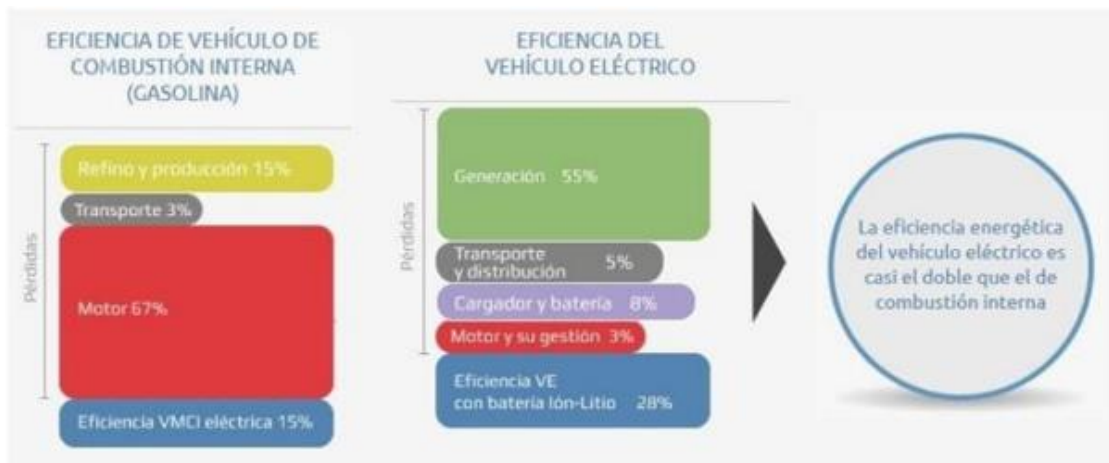 EFICIENCIA DE VEHÍCULO DE
COMBUSTIÓN INTERNA
(GASOLINA)
Pérdidas
Refino y producción 15%
Transporte 3%
Motor 67%
Eficiencia VMCI eléctrica 15%
EFICIENCIA DEL
VEHÍCULO ELÉCTRICO
Pérdidas
Generación 55%
Transporte
y distribución 5%
Cargador y batería 8%
Motor y su gestión 3%
Eficiencia VE
con batería Ión-Litio 28%
La eficiencia energética
del vehículo eléctrico es
casi el doble que el de
combustión interna